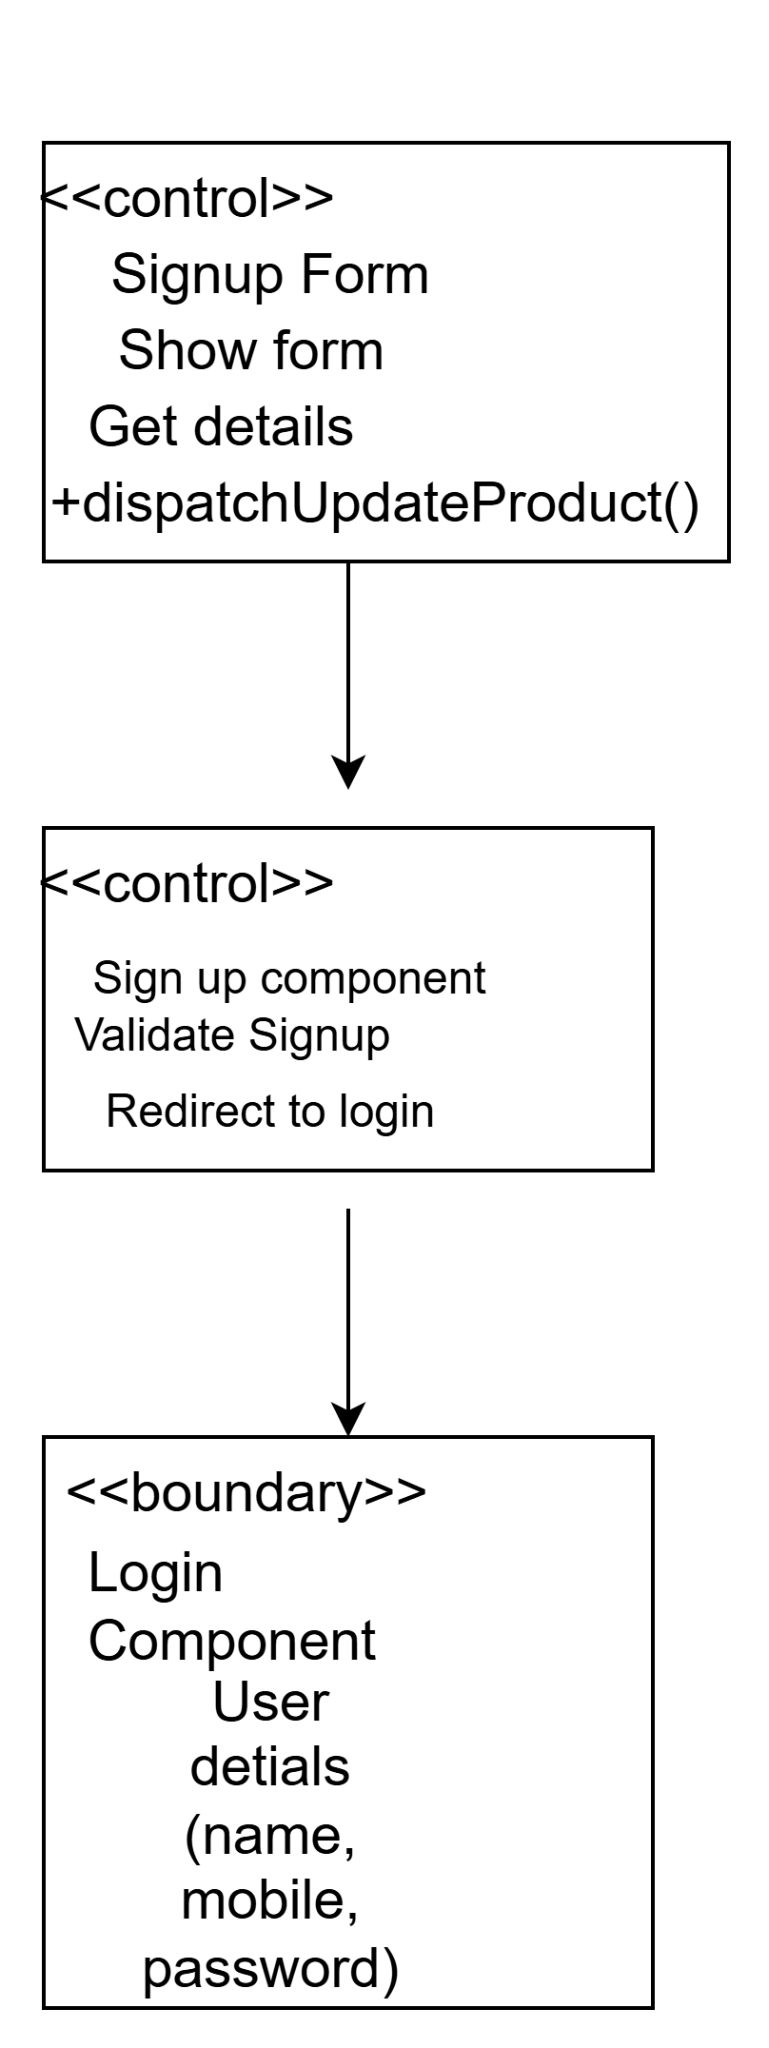 <<control>>
Signup Form
Show form
Get details
+dispatchUpdateProduct()
<<control>>
Sign up component
Validate Signup
Redirect to login
<<boundary>>
Login
Component
User
detials
(name,
mobile,
password)